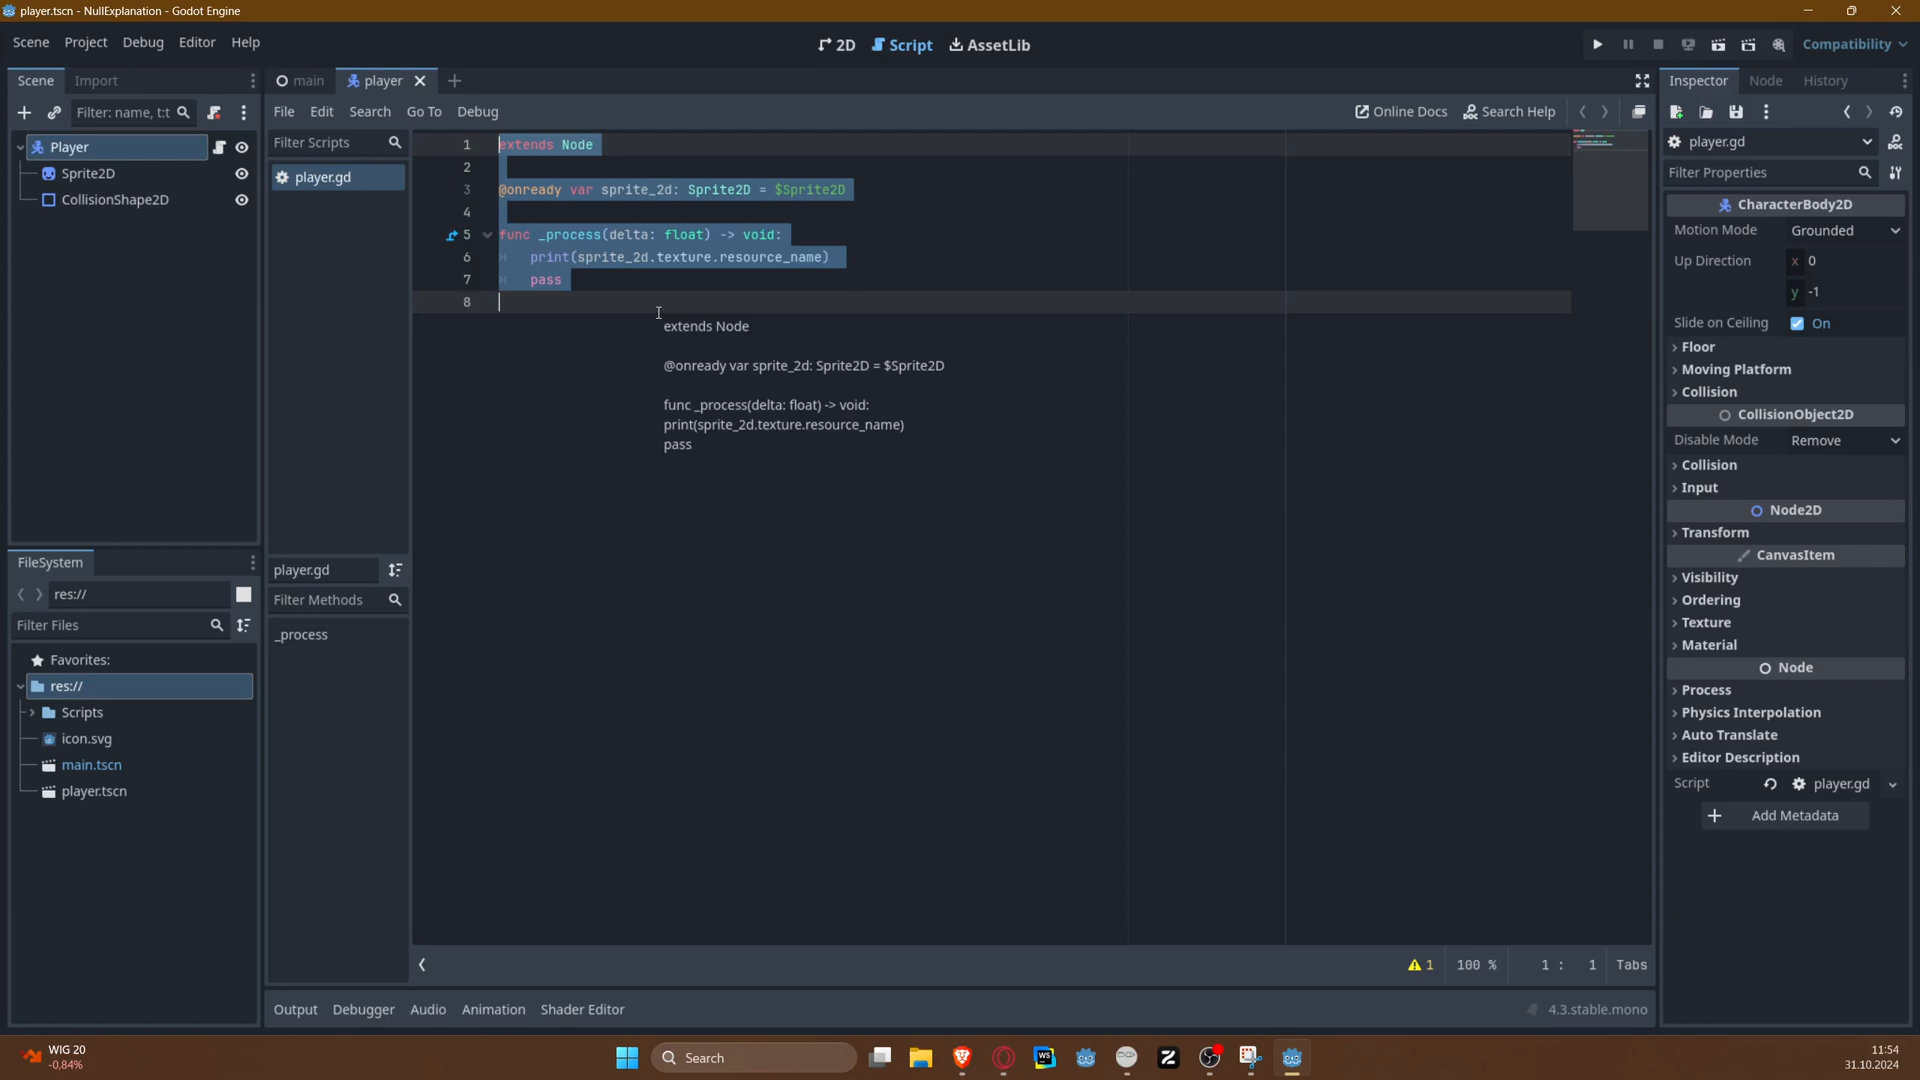 player.tscn - NullExplanation - Godot Engine
Scene Project Debug Editor Help
2D Script AssetLib
Compatibility
Scene Import
main player
Inspector Node History
Filter: name, t:t
File Edit Search Go To Debug
Online Docs Search Help
Player
Sprite2D
CollisionShape2D
Filter Scripts
player.gd
1 extends Node
2
3 @onready var sprite_2d: Sprite2D = $Sprite2D
4
5 func _process(delta: float) -> void:
6 print(sprite_2d.texture.resource_name)
7 pass
8
extends Node
@onready var sprite_2d: Sprite2D = $Sprite2D
func _process(delta: float) -> void:
print(sprite_2d.texture.resource_name)
pass
player.gd
Filter Properties
CharacterBody2D
Motion Mode Grounded
Up Direction x 0
y -1
Slide on Ceiling On
Floor
Moving Platform
Collision
CollisionObject2D
Disable Mode Remove
Collision
Input
Node2D
Transform
CanvasItem
Visibility
Ordering
Texture
Material
Node
Process
Physics Interpolation
Auto Translate
Editor Description
Script player.gd
Add Metadata
FileSystem
res://
Filter Files
Favorites:
res://
Scripts
icon.svg
main.tscn
player.tscn
player.gd
Filter Methods
_process
1 100 % 1 : 1 Tabs
Output Debugger Audio Animation Shader Editor
4.3.stable.mono
WIG 20
-0,84%
Search
WS
Z
11:54
31.10.2024